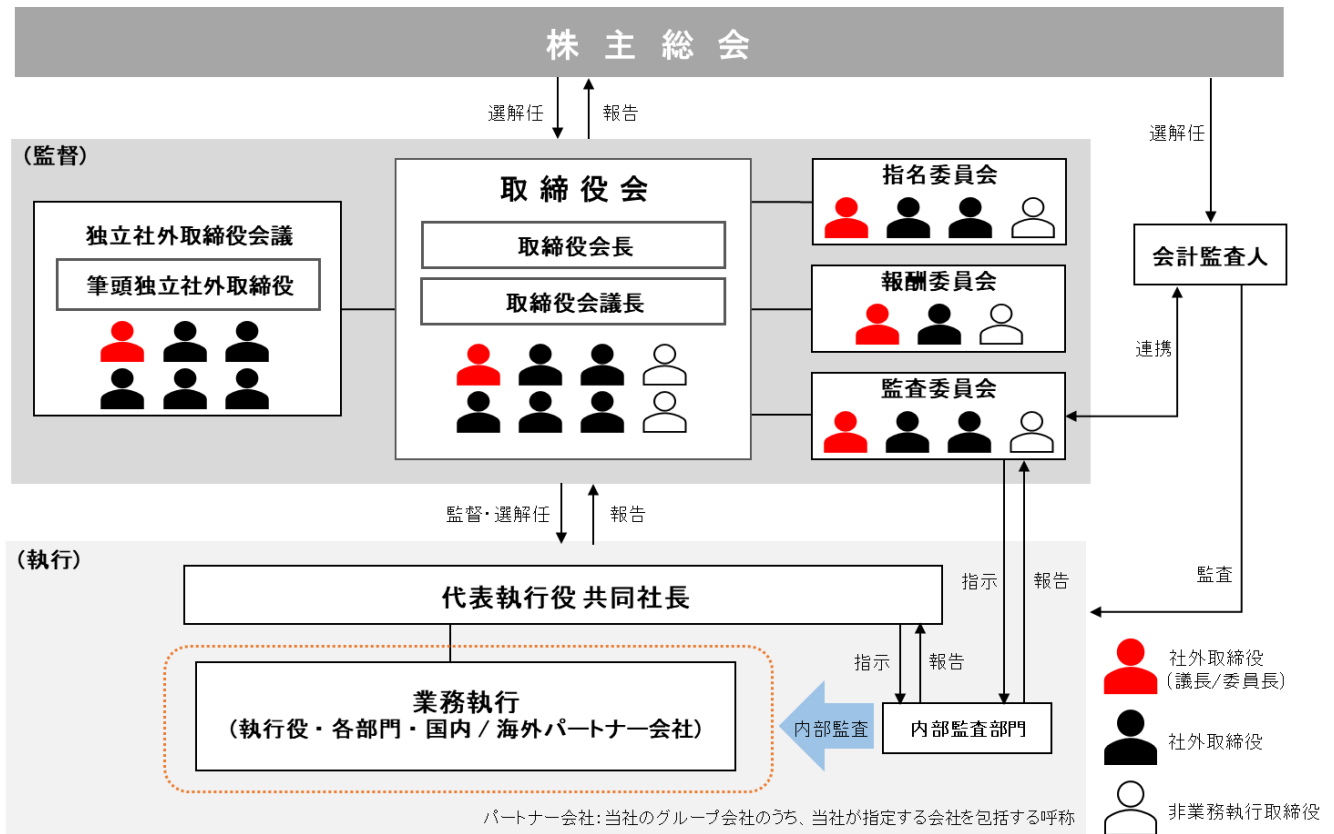 株主総会
選解任
報告
選解任
(監督)
独立社外取締役会議
筆頭独立社外取締役
取締役会
取締役会長
取締役会議長
指名委員会
報酬委員会
監査委員会
会計監査人
連携
監督・選解任
報告
指示
報告
監査
(執行)
代表執行役 共同社長
指示
報告
業務執行
(執行役・各部門・国内 / 海外パートナー会社)
内部監査
内部監査部門
パートナー会社:当社のグループ会社のうち、当社が指定する会社を包括する呼称
社外取締役
(議長/委員長)
社外取締役
非業務執行取締役